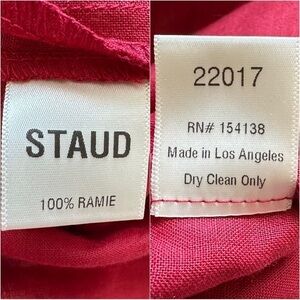 STAUD
100% RAMIE
22017
RN# 154138
Made in Los Angeles
Dry Clean Only